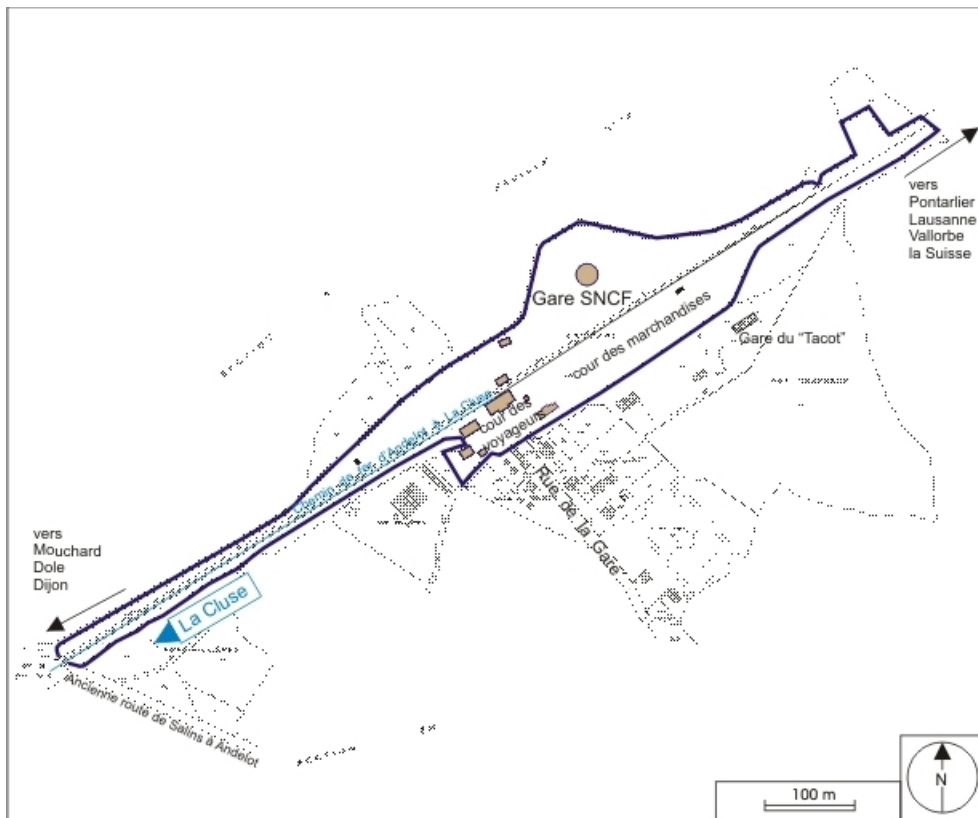 vers
Pontarlier
Lausanne
Vallorbe
la Suisse
Gare SNCF
cour des marchandises
Gare du "Tacot"
Chemin de fer d'Andelot à La Cluse
cour des
voyageurs
Rue de la Gare
vers
Mouchard
Dole
Dijon
La Cluse
Ancienne route de Salins à Andelot
100 m
N